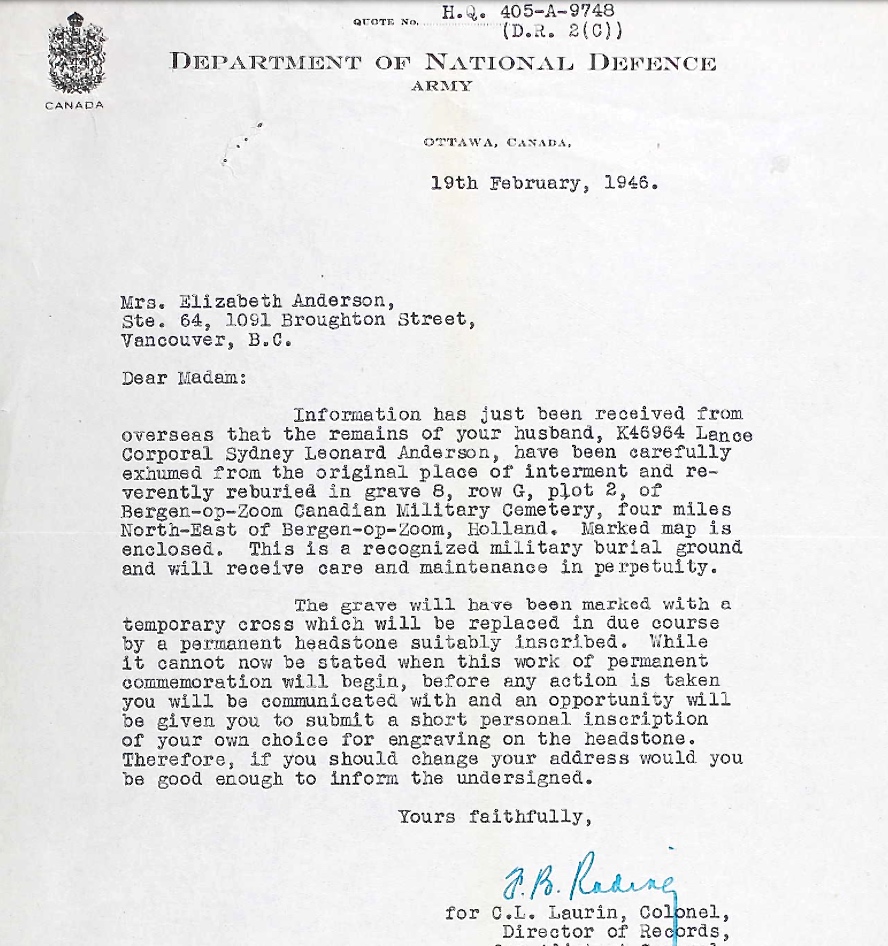 H.Q. 405-A-9748
QUOTE No.
(D.R. 2(C))
DEPARTMENT OF NATIONAL DEFENCE
ARMY
CANADA
OTTAWA, CANADA,
19th February, 1946.
Mrs. Elizabeth Anderson,
Ste. 64, 1091 Broughton Street,
Vancouver, B.C.
Dear Madam:
Information has just been received from
overseas that the remains of your husband, K46964 Lance
Corporal Sydney Leonard Anderson, have been carefully
exhumed from the original place of interment and re-
verently reburied in grave 8, row G, plot 2, of
Bergen-op-Zoom Canadian Military Cemetery, four miles
North-East of Bergen-op-Zoom, Holland. Marked map is
enclosed. This is a recognized military burial ground
and will receive care and maintenance in perpetuity.
The grave will have been marked with a
temporary cross which will be replaced in due course
by a permanent headstone suitably inscribed. While
it cannot now be stated when this work of permanent
commemoration will begin, before any action is taken
you will be communicated with and an opportunity will
be given you to submit a short personal inscription
of your own choice for engraving on the headstone.
Therefore, if you should change your address would you
be good enough to inform the undersigned.
Yours faithfully,
for C.L. Laurin, Colonel,
Director of Records,